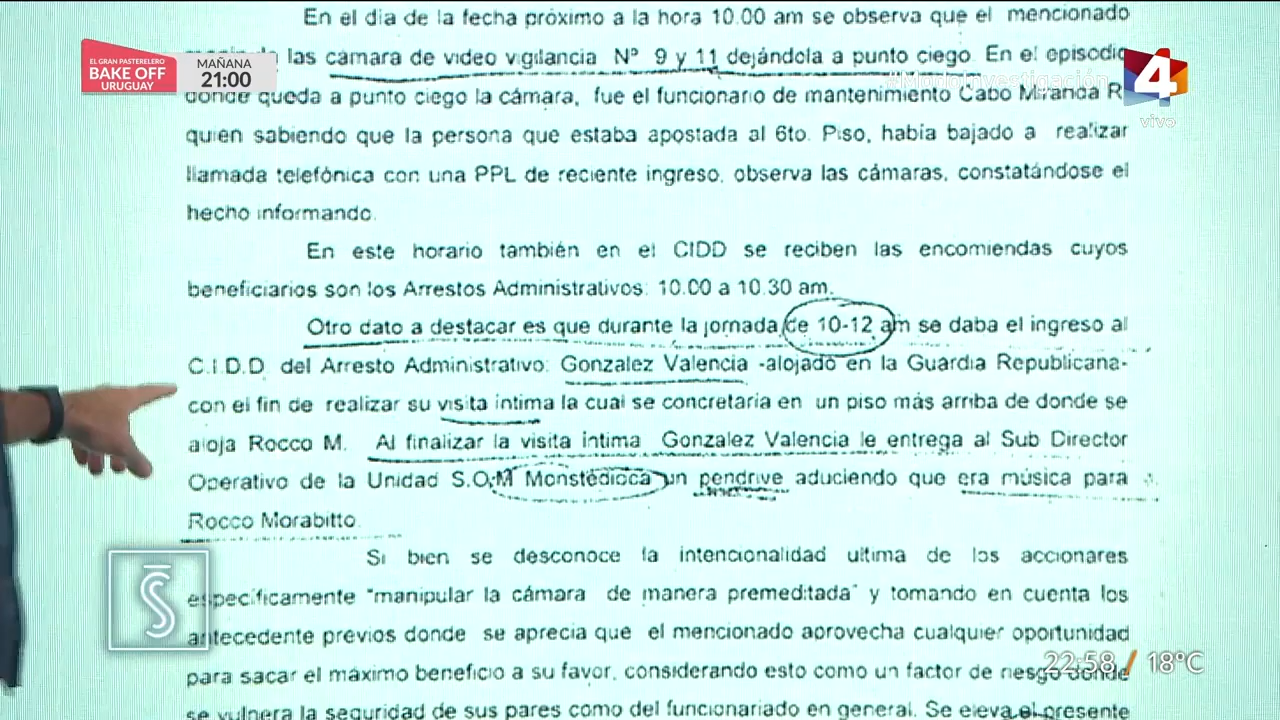 En el dia de la fecha próximo a la hora 10.00 am se observa que el mencionado
EL GRAN PASTERELERO
BAKE OFF
URUGUAY
MAÑANA
21:00
las cámara de video vigilancia Nº 9 y 11 dejándola a punto ciego. En el episodio
#MuyInvestigación
4
vivo
donde queda a punto ciego la cámara, fue el funcionario de mantenimiento Cabo Miranda R
quien sabiendo que la persona que estaba apostada al 6to. Piso, había bajado a realizar
llamada telefónica con una PPL de reciente ingreso, observa las cámaras, constatándose el
hecho informando.
En este horario también en el CIDD se reciben las encomiendas cuyos
beneficiarios son los Arrestos Administrativos: 10.00 a 10.30 am.
Otro dato a destacar es que durante la jornada de 10-12 am se daba el ingreso al
C.I.D.D. del Arresto Administrativo: Gonzalez Valencia -alojado en la Guardia Republicana-
con el fin de realizar su visita íntima la cual se concretaría en un piso más arriba de donde se
aloja Rocco M. Al finalizar la visita íntima Gonzalez Valencia le entrega al Sub Director
Operativo de la Unidad S.O.M Monstedioca un pendrive aduciendo que era música para
Rocco Morabitto.
Si bien se desconoce la intencionalidad ultima de los accionares
específicamente "manipular la cámara de manera premeditada" y tomando en cuenta los
antecedente previos donde se aprecia que el mencionado aprovecha cualquier oportunidad
para sacar el máximo beneficio a su favor, considerando esto como un factor de riesgo donde
22:58 / 18°C
se vulnera la seguridad de sus pares como del funcionariado en general. Se eleva el presente